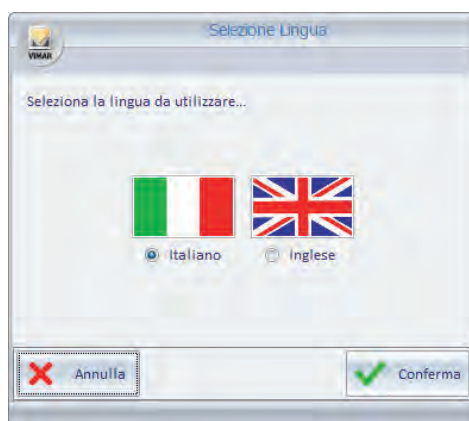 Selezione Lingua
VIMAR
Seleziona la lingua da utilizzare...
Italiano
Inglese
Annulla
Conferma